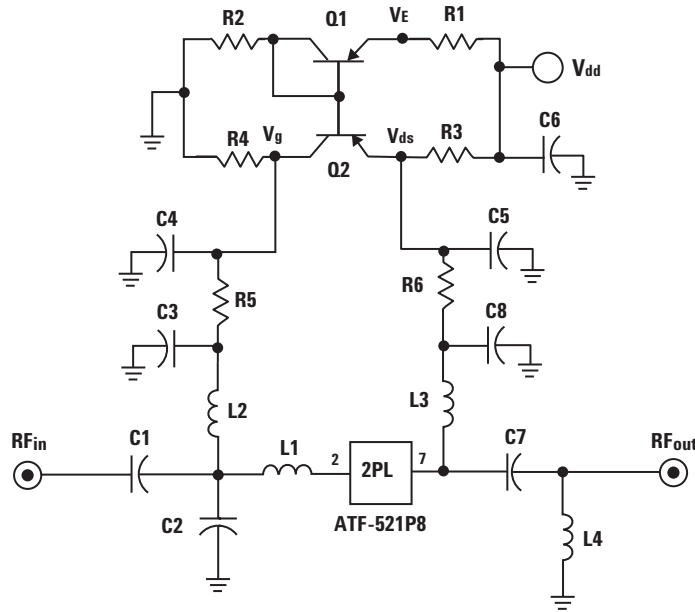 R2
Q1
VE
R1
Vdd
C6
R4
Vg
Q2
Vds
R3
C4
C5
R5
R6
C3
C8
L2
L3
RFin
C1
L1
2
2PL
7
C7
RFout
C2
ATF-521P8
L4